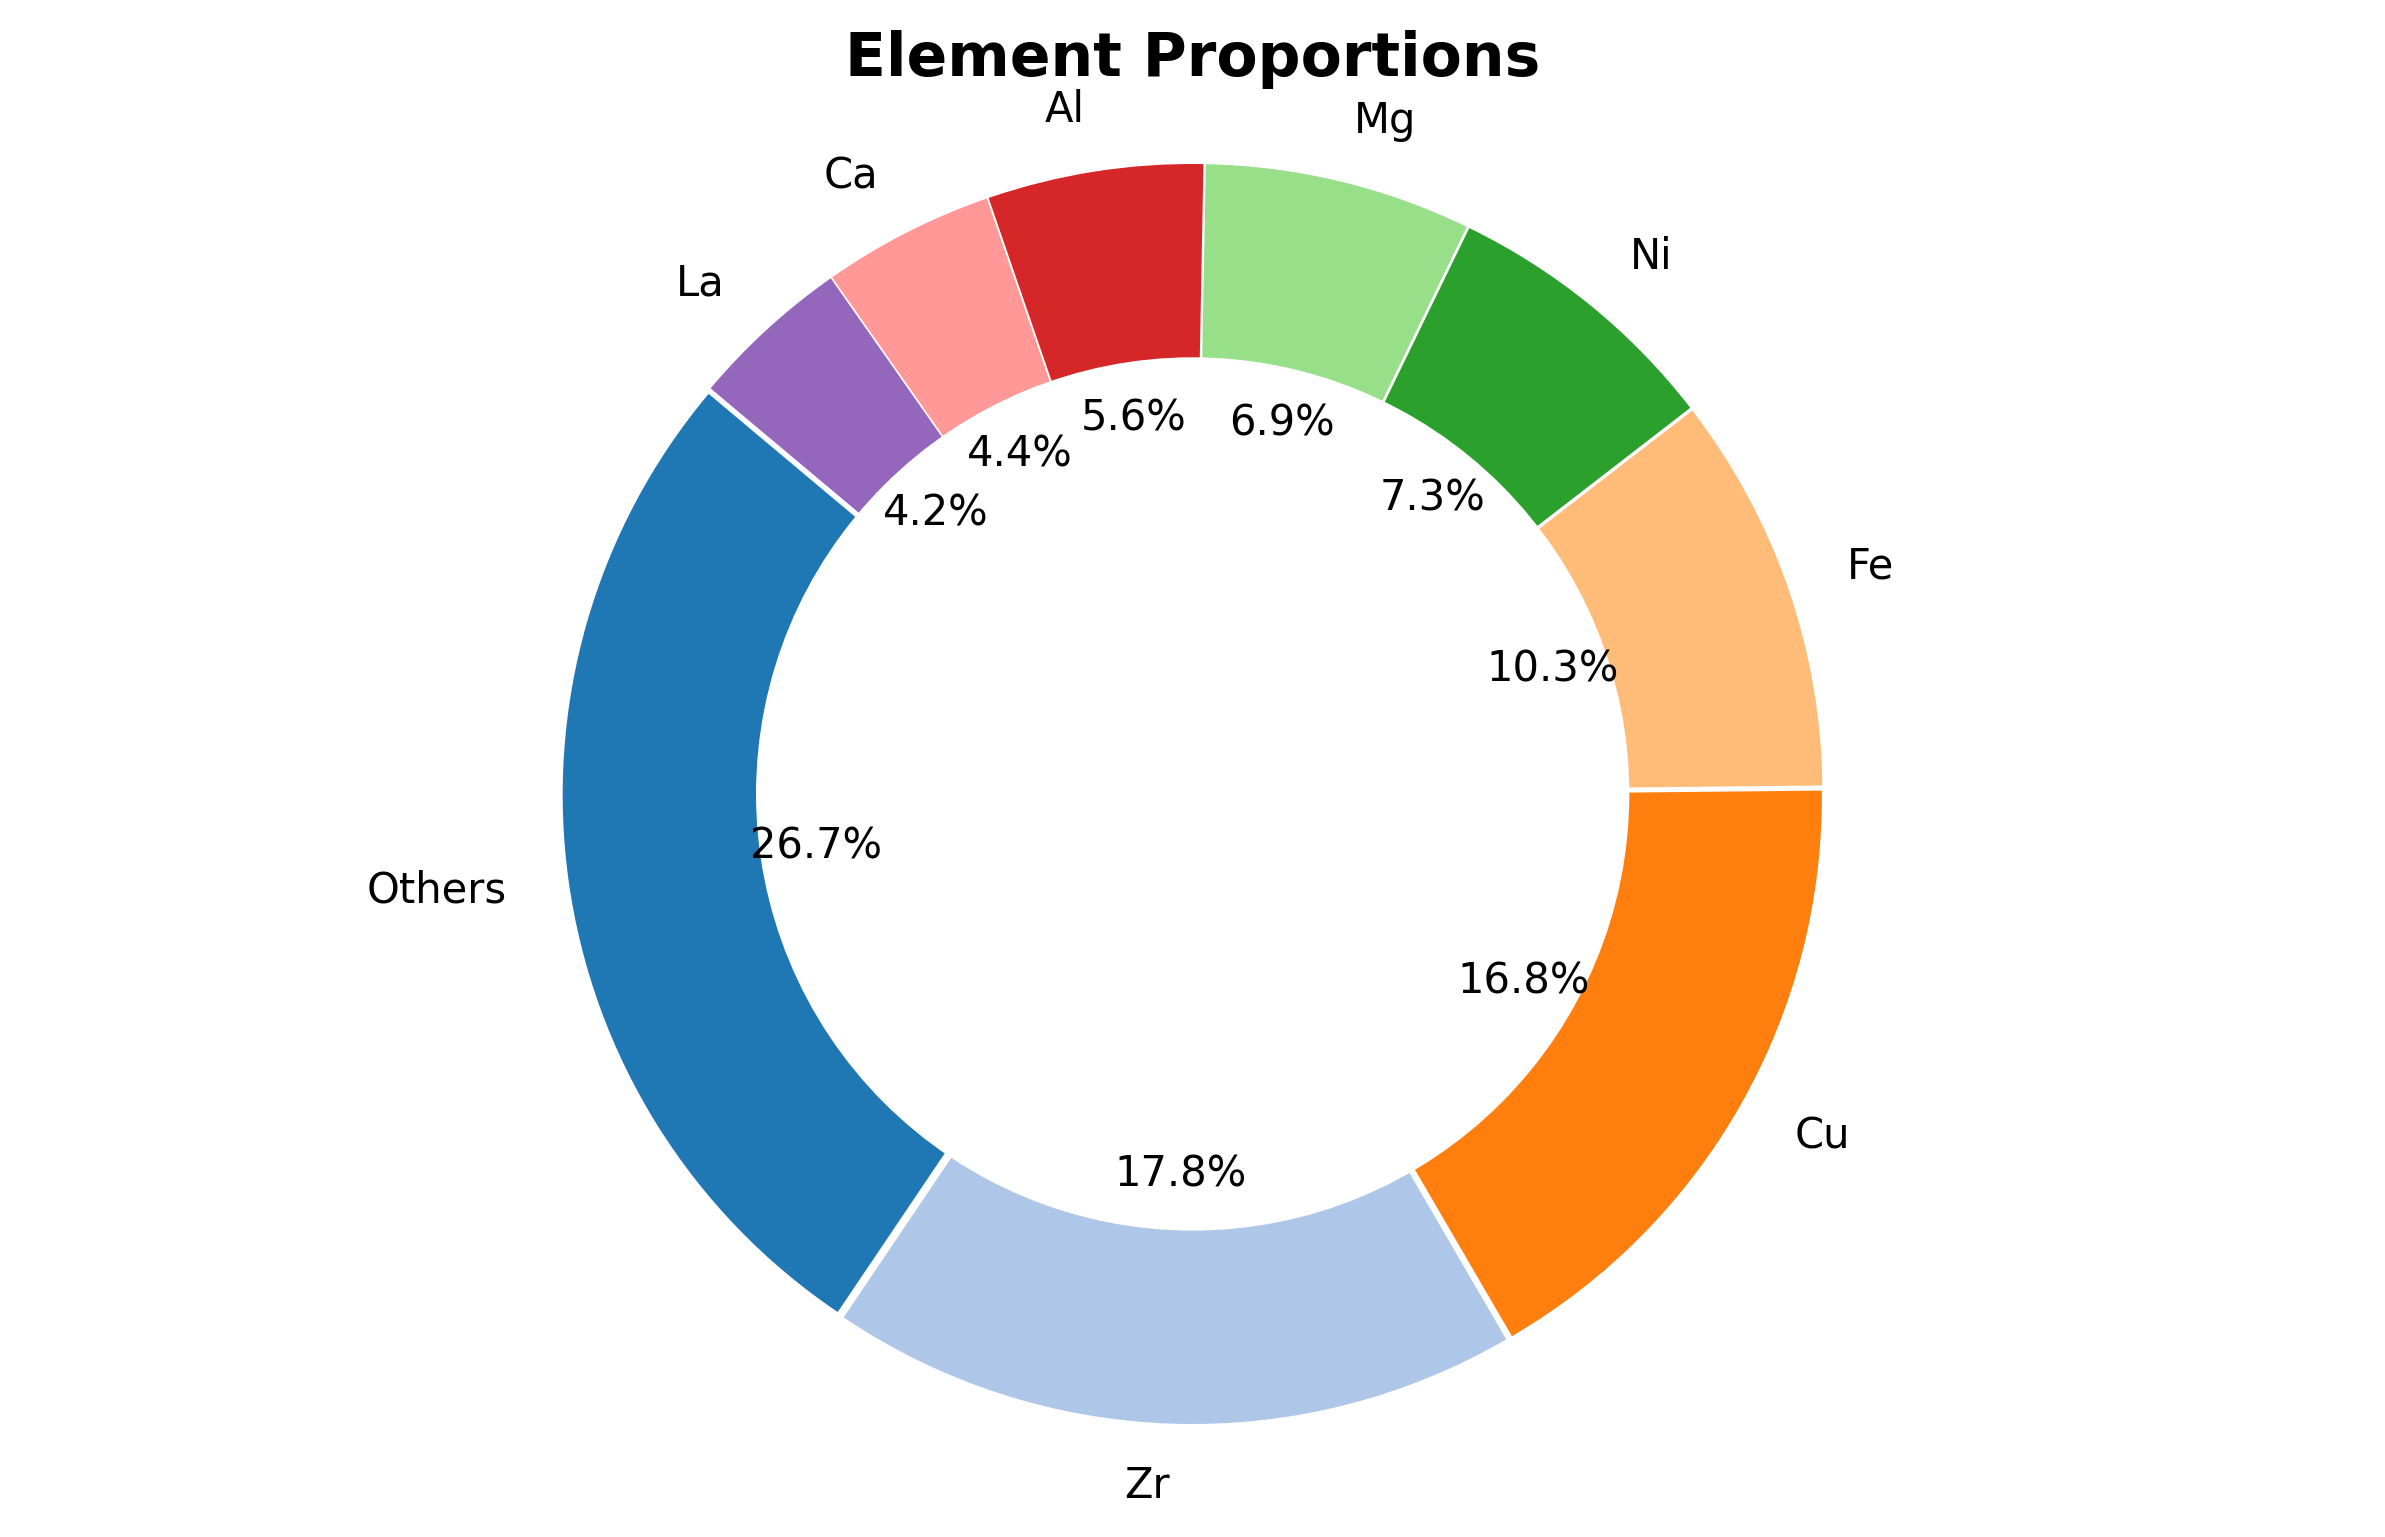 Element Proportions
Al
Mg
Ca
Ni
La
5.6%
6.9%
4.4%
7.3%
4.2%
Fe
10.3%
26.7%
Others
16.8%
Cu
17.8%
Zr